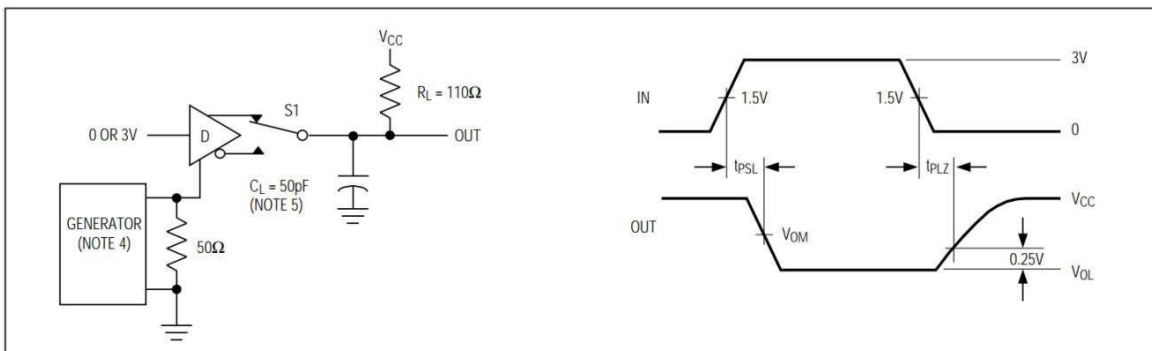 VCC
RL = 110Ω
S1
0 OR 3V
D
OUT
CL = 50pF
(NOTE 5)
GENERATOR
(NOTE 4)
50Ω
3V
IN
1.5V
1.5V
0
tPSL
tPLZ
VCC
OUT
VOM
0.25V
VOL